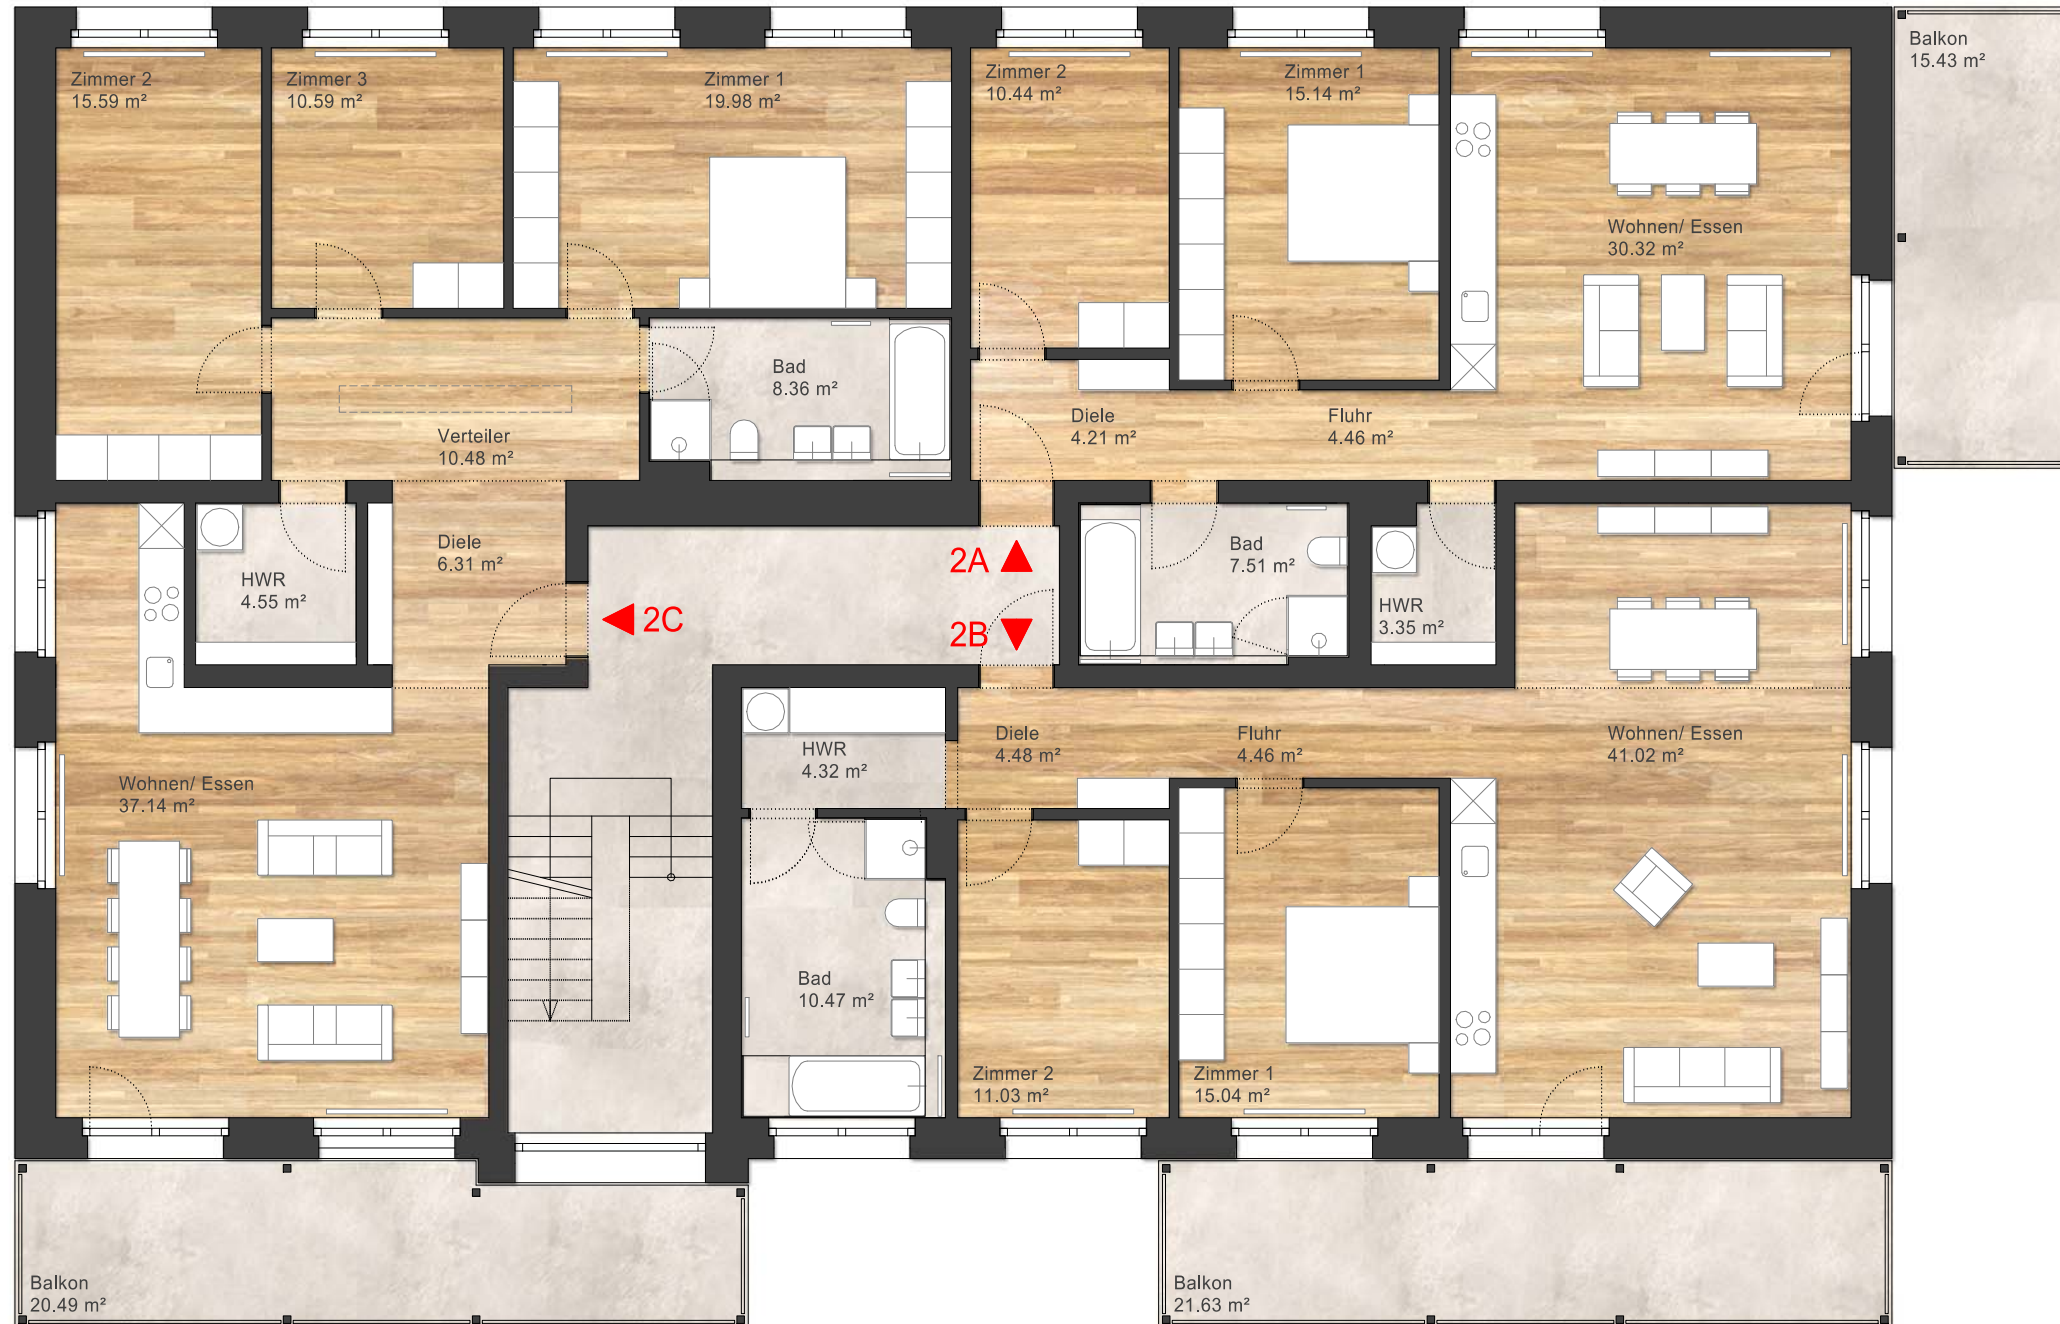 Zimmer 2
15.59 m²
Zimmer 3
10.59 m²
Zimmer 1
19.98 m²
Zimmer 2
10.44 m²
Zimmer 1
15.14 m²
Balkon
15.43 m²
Wohnen/ Essen
30.32 m²
Bad
8.36 m²
Verteiler
10.48 m²
Diele
4.21 m²
Fluhr
4.46 m²
HWR
4.55 m²
Diele
6.31 m²
2C
2A
2B
Bad
7.51 m²
HWR
3.35 m²
Wohnen/ Essen
37.14 m²
HWR
4.32 m²
Diele
4.48 m²
Fluhr
4.46 m²
Wohnen/ Essen
41.02 m²
Bad
10.47 m²
Zimmer 2
11.03 m²
Zimmer 1
15.04 m²
Balkon
20.49 m²
Balkon
21.63 m²